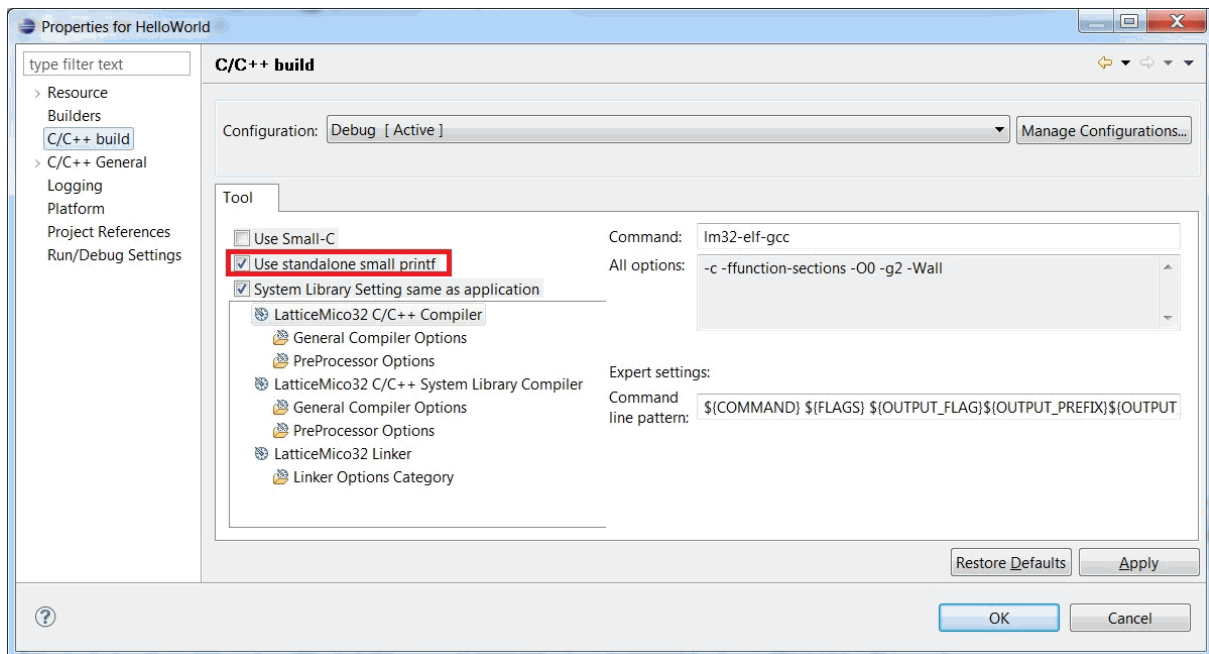 Properties for HelloWorld
type filter text
Resource
Builders
C/C++ build
C/C++ General
Logging
Platform
Project References
Run/Debug Settings
C/C++ build
Configuration: Debug [ Active ] Manage Configurations...
Tool
Use Small-C
Use standalone small printf
System Library Setting same as application
LatticeMico32 C/C++ Compiler
General Compiler Options
PreProcessor Options
LatticeMico32 C/C++ System Library Compiler
General Compiler Options
PreProcessor Options
LatticeMico32 Linker
Linker Options Category
Command: lm32-elf-gcc
All options: -c -ffunction-sections -O0 -g2 -Wall
Expert settings:
Command
line pattern: ${COMMAND} ${FLAGS} ${OUTPUT_FLAG}${OUTPUT_PREFIX}${OUTPUT
Restore Defaults Apply
OK Cancel